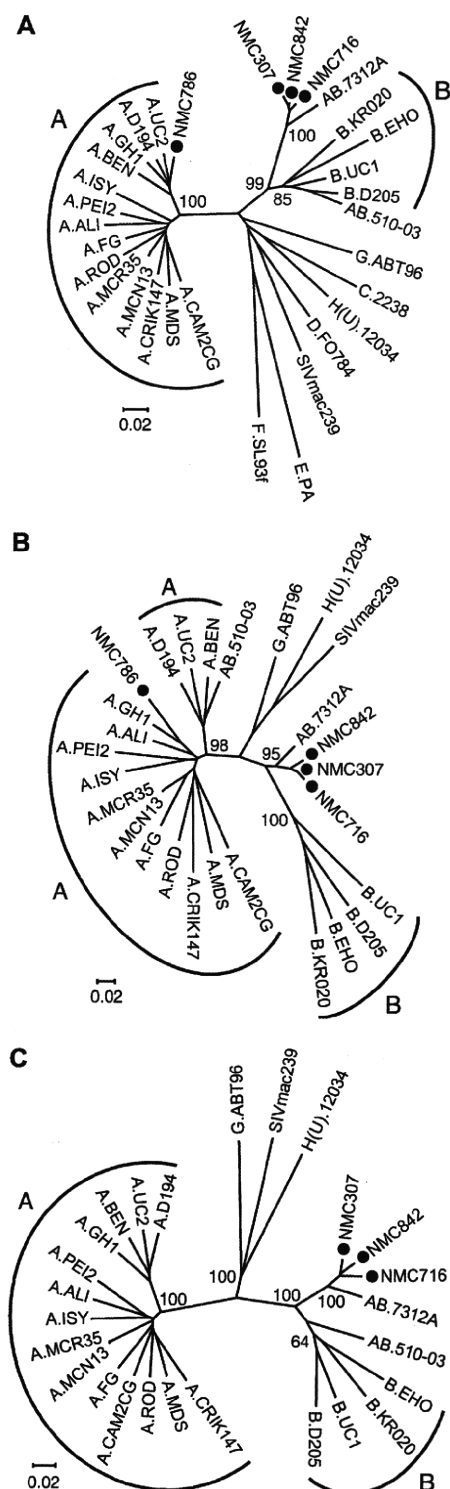 A
A
NMC786
A.UC2
A.D194
A.GH1
A.BEN
A.ISY
A.PEI2
A.ALI
A.FG
A.ROD
A.MCR35
A.MCN13
A.CRIK147
A.MDS
A.CAM2CG
100
NMC307
NMC842
NMC716
AB.7312A
B
100
B.KR020
B.EHO
B.UC1
B.D205
AB.510-03
99
85
G.ABT96
C.2238
H(U).12034
D.FO784
SIVmac239
E.PA
F.SL93f
0.02
B
A
NMC786
A.D194
A.UC2
A.BEN
AB.510-03
G.ABT96
H(U).12034
SIVmac239
A.GH1
A.ALI
A.PEI2
A.ISY
A.MCR35
A.MCN13
A.FG
A.ROD
A.CRIK147
A.MDS
A.CAM2CG
A
98
95
AB.7312A
NMC842
NMC307
NMC716
100
B.UC1
B.D205
B.EHO
B.KR020
B
0.02
C
A
G.ABT96
SIVmac239
H(U).12034
A.D194
A.UC2
A.BEN
A.GH1
A.PEI2
A.ALI
A.ISY
A.MCR35
A.MCN13
A.FG
A.CAM2CG
A.ROD
A.MDS
A.CRIK147
100
100
100
100
NMC307
NMC842
NMC716
AB.7312A
AB.510-03
64
B.EHO
B.KR020
B.UC1
B.D205
B
0.02